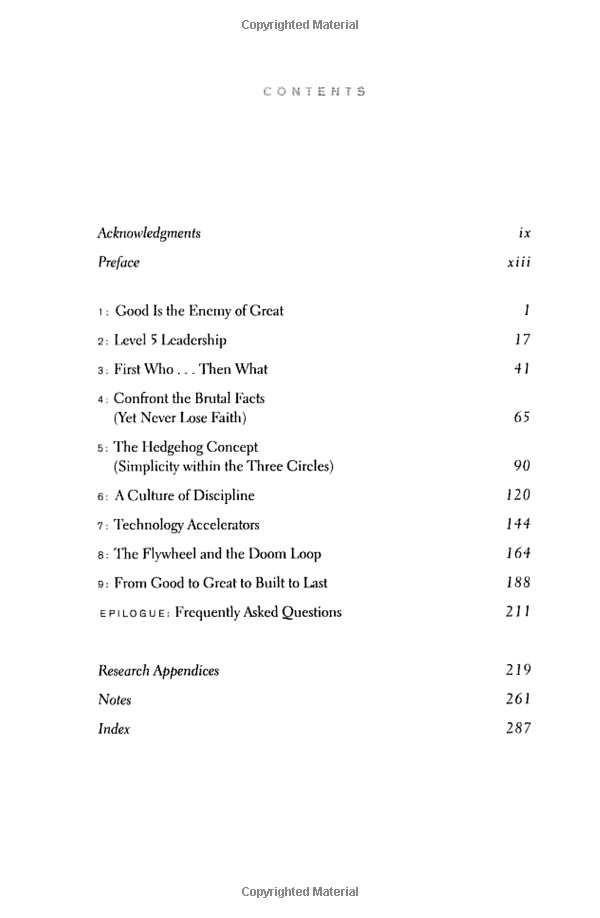 Copyrighted Material
CONTENTS
Acknowledgments ix
Preface xiii
1: Good Is the Enemy of Great 1
2: Level 5 Leadership 17
3: First Who . . . Then What 41
4: Confront the Brutal Facts
(Yet Never Lose Faith) 65
5: The Hedgehog Concept
(Simplicity within the Three Circles) 90
6: A Culture of Discipline 120
7: Technology Accelerators 144
8: The Flywheel and the Doom Loop 164
9: From Good to Great to Built to Last 188
EPILOGUE: Frequently Asked Questions 211
Research Appendices 219
Notes 261
Index 287
Copyrighted Material